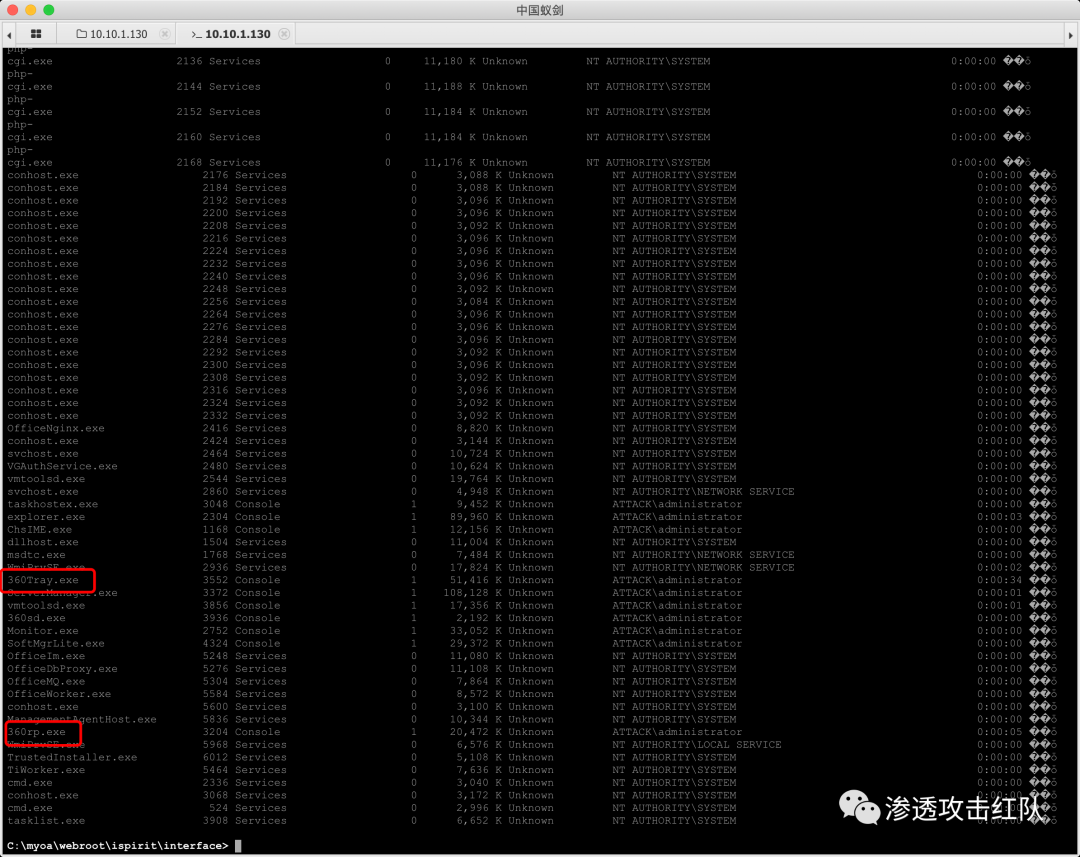 中国蚁剑
10.10.1.130 >_ 10.10.1.130
php-
cgi.exe 2136 Services 0 11,180 K Unknown NT AUTHORITY\SYSTEM 0:00:00
php-
cgi.exe 2144 Services 0 11,188 K Unknown NT AUTHORITY\SYSTEM 0:00:00
php-
cgi.exe 2152 Services 0 11,184 K Unknown NT AUTHORITY\SYSTEM 0:00:00
php-
cgi.exe 2160 Services 0 11,184 K Unknown NT AUTHORITY\SYSTEM 0:00:00
php-
cgi.exe 2168 Services 0 11,176 K Unknown NT AUTHORITY\SYSTEM 0:00:00
conhost.exe 2176 Services 0 3,088 K Unknown NT AUTHORITY\SYSTEM 0:00:00
conhost.exe 2184 Services 0 3,088 K Unknown NT AUTHORITY\SYSTEM 0:00:00
conhost.exe 2192 Services 0 3,096 K Unknown NT AUTHORITY\SYSTEM 0:00:00
conhost.exe 2200 Services 0 3,096 K Unknown NT AUTHORITY\SYSTEM 0:00:00
conhost.exe 2208 Services 0 3,092 K Unknown NT AUTHORITY\SYSTEM 0:00:00
conhost.exe 2216 Services 0 3,096 K Unknown NT AUTHORITY\SYSTEM 0:00:00
conhost.exe 2224 Services 0 3,096 K Unknown NT AUTHORITY\SYSTEM 0:00:00
conhost.exe 2232 Services 0 3,096 K Unknown NT AUTHORITY\SYSTEM 0:00:00
conhost.exe 2240 Services 0 3,096 K Unknown NT AUTHORITY\SYSTEM 0:00:00
conhost.exe 2248 Services 0 3,092 K Unknown NT AUTHORITY\SYSTEM 0:00:00
conhost.exe 2256 Services 0 3,084 K Unknown NT AUTHORITY\SYSTEM 0:00:00
conhost.exe 2264 Services 0 3,096 K Unknown NT AUTHORITY\SYSTEM 0:00:00
conhost.exe 2276 Services 0 3,096 K Unknown NT AUTHORITY\SYSTEM 0:00:00
conhost.exe 2284 Services 0 3,096 K Unknown NT AUTHORITY\SYSTEM 0:00:00
conhost.exe 2292 Services 0 3,092 K Unknown NT AUTHORITY\SYSTEM 0:00:00
conhost.exe 2300 Services 0 3,096 K Unknown NT AUTHORITY\SYSTEM 0:00:00
conhost.exe 2308 Services 0 3,092 K Unknown NT AUTHORITY\SYSTEM 0:00:00
conhost.exe 2316 Services 0 3,096 K Unknown NT AUTHORITY\SYSTEM 0:00:00
conhost.exe 2324 Services 0 3,092 K Unknown NT AUTHORITY\SYSTEM 0:00:00
conhost.exe 2332 Services 0 3,092 K Unknown NT AUTHORITY\SYSTEM 0:00:00
OfficeNginx.exe 2416 Services 0 8,820 K Unknown NT AUTHORITY\SYSTEM 0:00:00
conhost.exe 2424 Services 0 3,144 K Unknown NT AUTHORITY\SYSTEM 0:00:00
svchost.exe 2464 Services 0 10,724 K Unknown NT AUTHORITY\SYSTEM 0:00:00
VGAuthService.exe 2480 Services 0 10,624 K Unknown NT AUTHORITY\SYSTEM 0:00:00
vmtoolsd.exe 2544 Services 0 19,764 K Unknown NT AUTHORITY\SYSTEM 0:00:00
svchost.exe 2860 Services 0 4,948 K Unknown NT AUTHORITY\NETWORK SERVICE 0:00:00
taskhostex.exe 3048 Console 1 9,452 K Unknown ATTACK\administrator 0:00:00
explorer.exe 2304 Console 1 89,960 K Unknown ATTACK\administrator 0:00:03
ChsIME.exe 1168 Console 1 12,156 K Unknown ATTACK\administrator 0:00:00
dllhost.exe 1504 Services 0 11,004 K Unknown NT AUTHORITY\SYSTEM 0:00:00
msdtc.exe 1768 Services 0 7,484 K Unknown NT AUTHORITY\NETWORK SERVICE 0:00:00
WmiPrvSE.exe 2936 Services 0 17,824 K Unknown NT AUTHORITY\NETWORK SERVICE 0:00:02
360Tray.exe 3552 Console 1 51,416 K Unknown ATTACK\administrator 0:00:34
ServerManager.exe 3372 Console 1 108,128 K Unknown ATTACK\administrator 0:00:01
vmtoolsd.exe 3856 Console 1 17,356 K Unknown ATTACK\administrator 0:00:01
360sd.exe 3936 Console 1 2,192 K Unknown ATTACK\administrator 0:00:00
Monitor.exe 2752 Console 1 33,052 K Unknown ATTACK\administrator 0:00:00
SoftMgrLite.exe 4324 Console 1 29,372 K Unknown ATTACK\administrator 0:00:00
OfficeIm.exe 5248 Services 0 11,080 K Unknown NT AUTHORITY\SYSTEM 0:00:00
OfficeDbProxy.exe 5276 Services 0 11,108 K Unknown NT AUTHORITY\SYSTEM 0:00:00
OfficeMQ.exe 5304 Services 0 7,864 K Unknown NT AUTHORITY\SYSTEM 0:00:00
OfficeWorker.exe 5584 Services 0 8,572 K Unknown NT AUTHORITY\SYSTEM 0:00:00
conhost.exe 5600 Services 0 3,100 K Unknown NT AUTHORITY\SYSTEM 0:00:00
ManagementAgentHost.exe 5836 Services 0 10,344 K Unknown NT AUTHORITY\SYSTEM 0:00:00
360rp.exe 3204 Console 1 20,472 K Unknown ATTACK\administrator 0:00:05
WmiPrvSE.exe 5968 Services 0 6,576 K Unknown NT AUTHORITY\LOCAL SERVICE 0:00:00
TrustedInstaller.exe 6012 Services 0 5,108 K Unknown NT AUTHORITY\SYSTEM 0:00:00
TiWorker.exe 5464 Services 0 7,636 K Unknown NT AUTHORITY\SYSTEM 0:00:00
cmd.exe 2336 Services 0 3,040 K Unknown NT AUTHORITY\SYSTEM 0:00:00
conhost.exe 3068 Services 0 3,172 K Unknown NT AUTHORITY\SYSTEM 0:00:00
cmd.exe 524 Services 0 2,996 K Unknown NT AUTHORITY\SYSTEM 0:00:00
tasklist.exe 3908 Services 0 6,652 K Unknown NT AUTHORITY\SYSTEM 0:00:00
渗透攻击红队
C:\myoa\webroot\ispirit\interface>